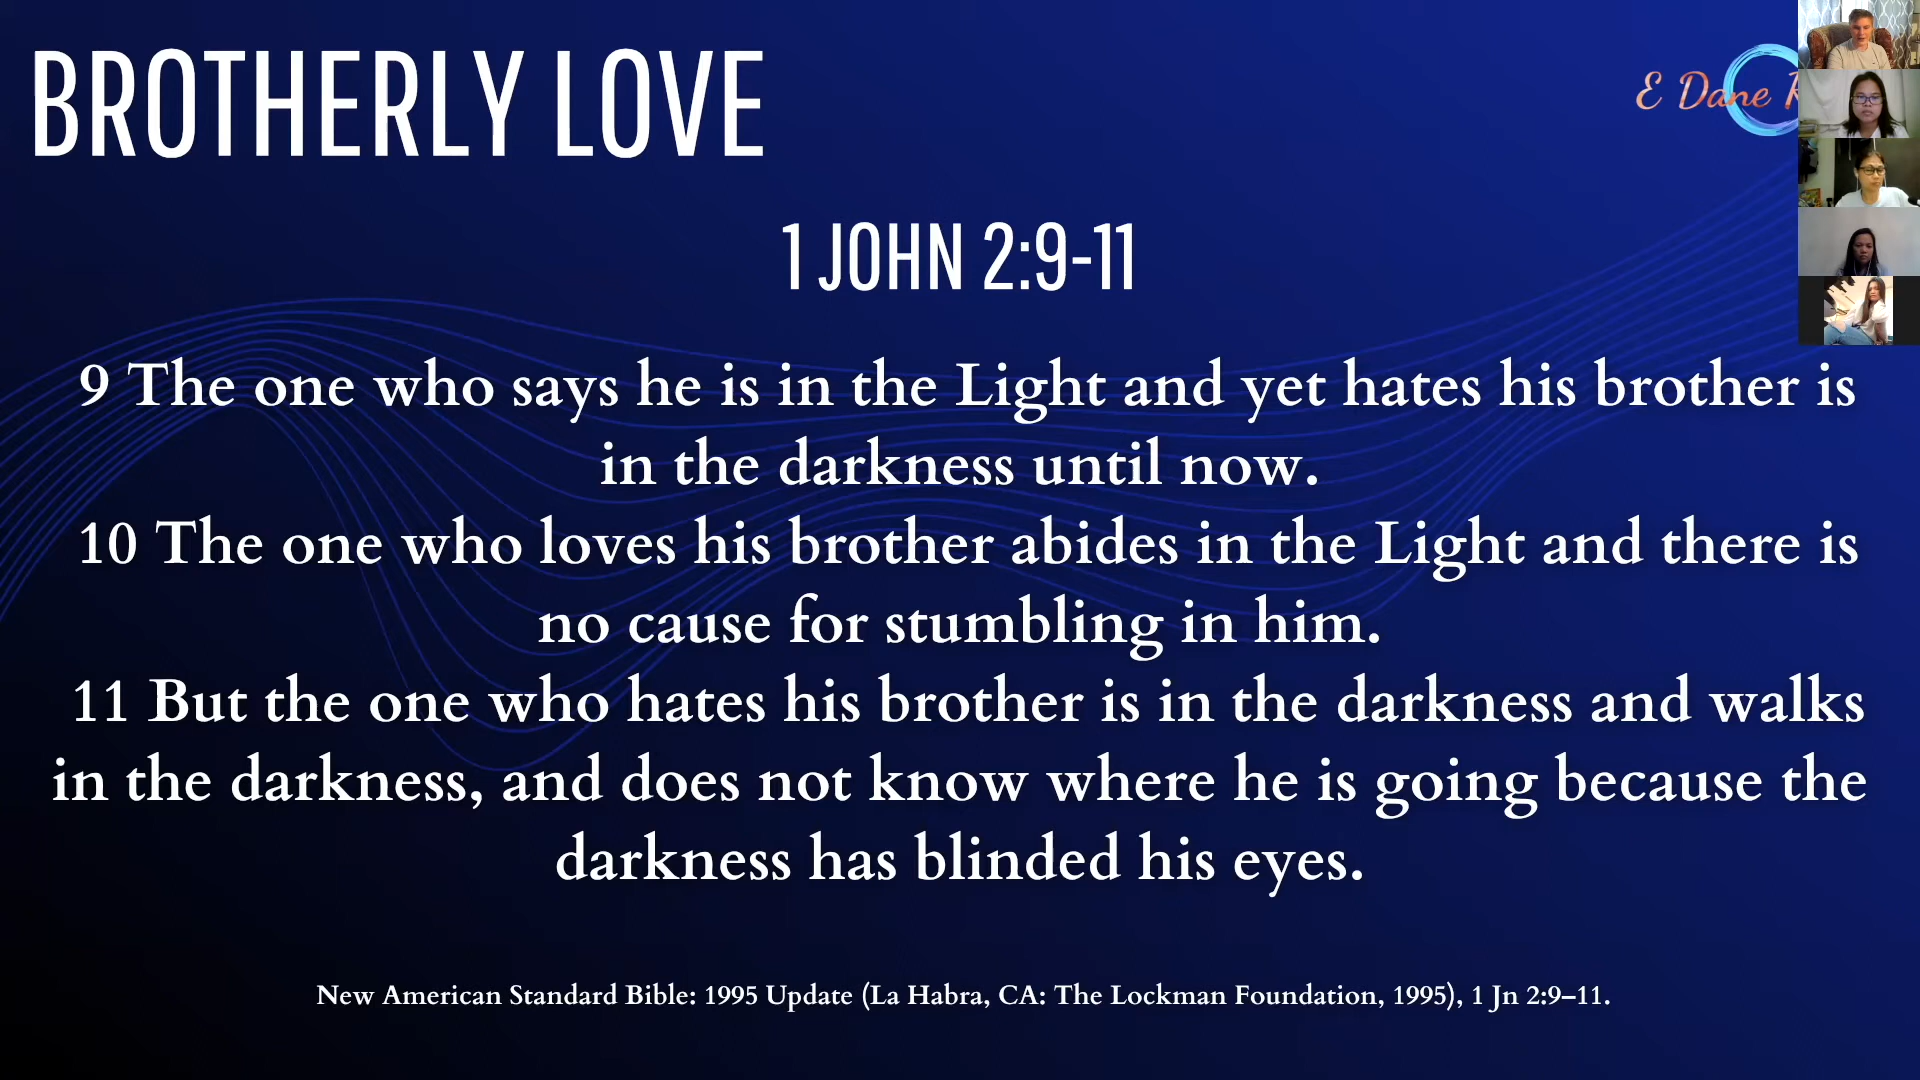 BROTHERLY LOVE
E Dane
1 JOHN 2:9-11
9 The one who says he is in the Light and yet hates his brother is
in the darkness until now.
10 The one who loves his brother abides in the Light and there is
no cause for stumbling in him.
11 But the one who hates his brother is in the darkness and walks
in the darkness, and does not know where he is going because the
darkness has blinded his eyes.
New American Standard Bible: 1995 Update (La Habra, CA: The Lockman Foundation, 1995), 1 Jn 2:9–11.